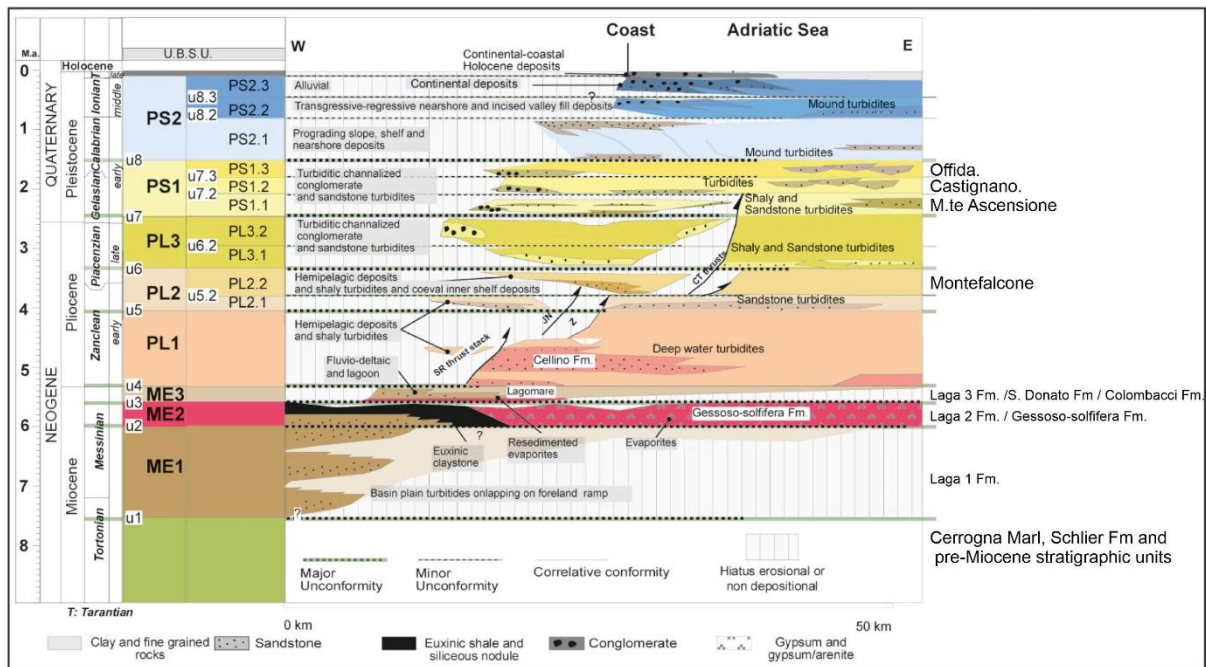 M.a.
U.B.S.U.
W
Coast
Adriatic Sea
E
Continental-coastal
Holocene deposits
0
Holocene
T
late
PS2.3
Alluvial
Continental deposits
QUATERNARY
Pleistocene
Ionian
middle
PS2
u8.3
?
PS2.2
u8.2
Transgressive-regressive nearshore and incised valley fill deposits
Mound turbidites
1
Calabrian
PS2.1
Prograding slope, shelf and
nearshore deposits
Mound turbidites
u8
early
PS1
PS1.3
u7.3
PS1.2
u7.2
PS1.1
Turbiditic channalized
conglomerate
and sandstone turbidites
Turbidites
Shaly and
Sandstone turbidites
Offida.
Castignano.
M.te Ascensione
2
Gelasian
u7
NEOGENE
Pliocene
Piacenzian
late
PL3
PL3.2
u6.2
PL3.1
Turbiditic channalized
conglomerate
and sandstone turbidites
Shaly and Sandstone turbidites
CT thrusts
3
u6
PL2
PL2.2
u5.2
PL2.1
Hemipelagic deposits
and shaly turbidites and coeval inner shelf deposits
Sandstone turbidites
Montefalcone
4
u5
Zanclean
early
PL1
Hemipelagic deposits
and shaly turbidites
JN
Z
SR thrust stack
Deep water turbidites
Cellino Fm.
Fluvio-deltaic
and lagoon
5
u4
ME3
Lagomare
Laga 3 Fm. /S. Donato Fm / Colombacci Fm.
u3
ME2
Gessoso-solfifera Fm.
Laga 2 Fm. / Gessoso-solfifera Fm.
6
u2
Miocene
Messinian
?
Euxinic
claystone
Resedimented
evaporites
Evaporites
ME1
Laga 1 Fm.
7
Basin plain turbitides onlapping on foreland ramp
u1
?
Tortonian
8
Cerrogna Marl, Schlier Fm and
pre-Miocene stratigraphic units
Major
Unconformity
Minor
Unconformity
Correlative conformity
Hiatus erosional or
non depositional
T: Tarantian
0 km
50 km
Clay and fine grained
rocks
Sandstone
Euxinic shale and
siliceous nodule
Conglomerate
Gypsum and
gypsum/arenite